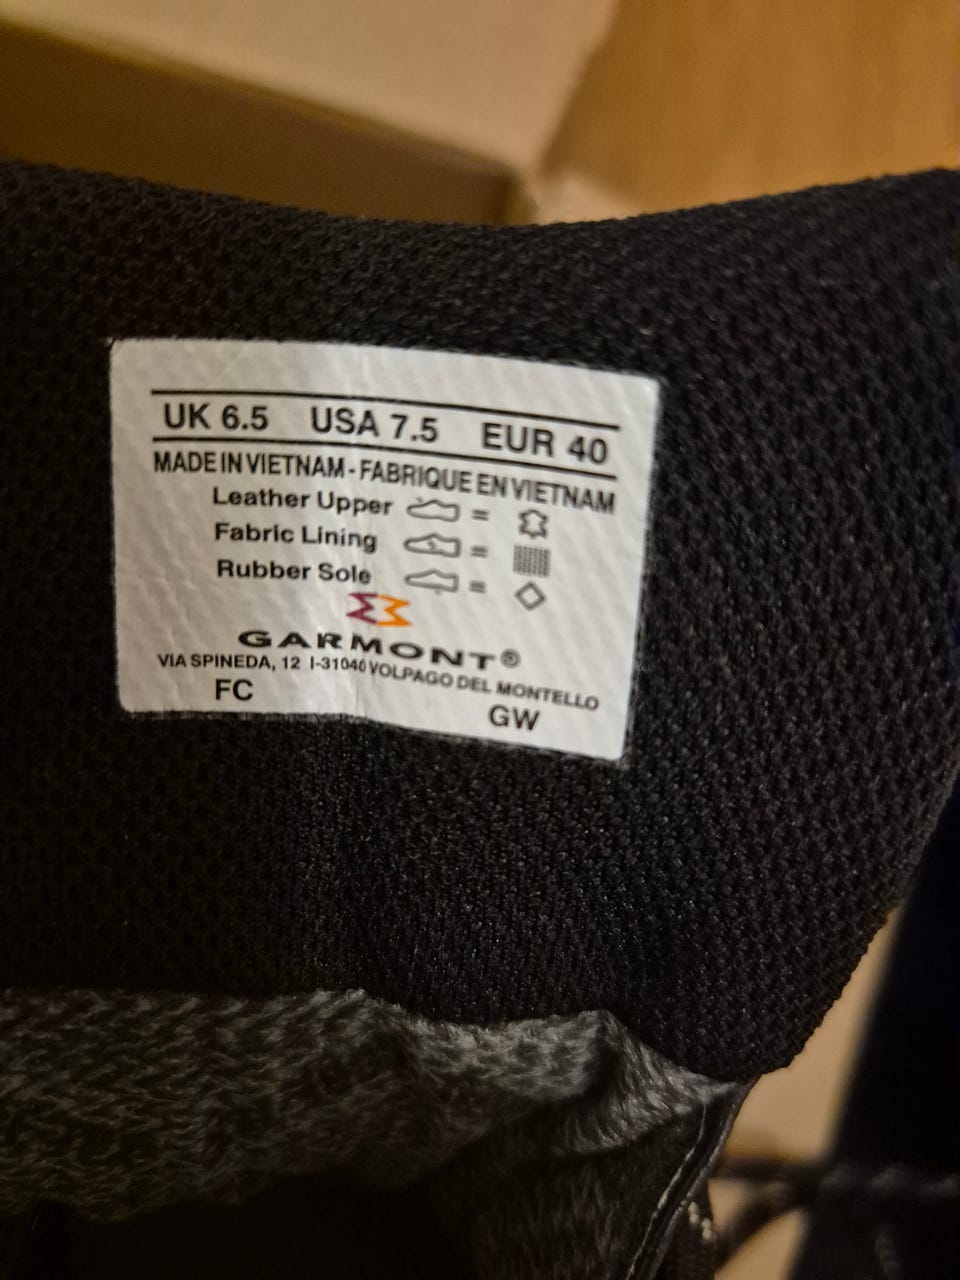 UK 6.5 USA 7.5 EUR 40
MADE IN VIETNAM - FABRIQUE EN VIETNAM
Leather Upper =
Fabric Lining =
Rubber Sole =
GARMONT®
VIA SPINEDA, 12 I-31040 VOLPAGO DEL MONTELLO
FC GW